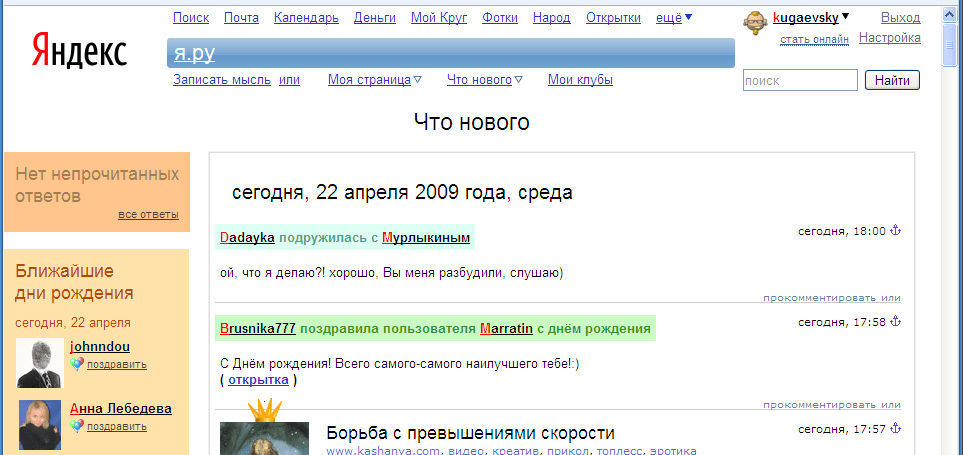 Поиск Почта Календарь Деньги Мой Круг Фотки Народ Открытки ещё
kugaevsky Выход
стать онлайн Настройка
Яндекс
я.ру
Записать мысль или Моя страница Что нового Мои клубы
поиск Найти
Что нового
Нет непрочитанных
ответов
все ответы
Ближайшие
дни рождения
сегодня, 22 апреля
johnndou
поздравить
Анна Лебедева
поздравить
сегодня, 22 апреля 2009 года, среда
Dadayka подружилась с Мурлыкиным сегодня, 18:00
ой, что я делаю?! хорошо, Вы меня разбудили, слушаю)
прокомментировать или
Brusnika777 поздравила пользователя Marratin с днём рождения сегодня, 17:58
С Днём рождения! Всего самого-самого наилучшего тебе!:)
( открытка )
прокомментировать или
Борьба с превышениями скорости сегодня, 17:57
www.kashanya.com, видео, креатив, прикол, топлесс, эротика